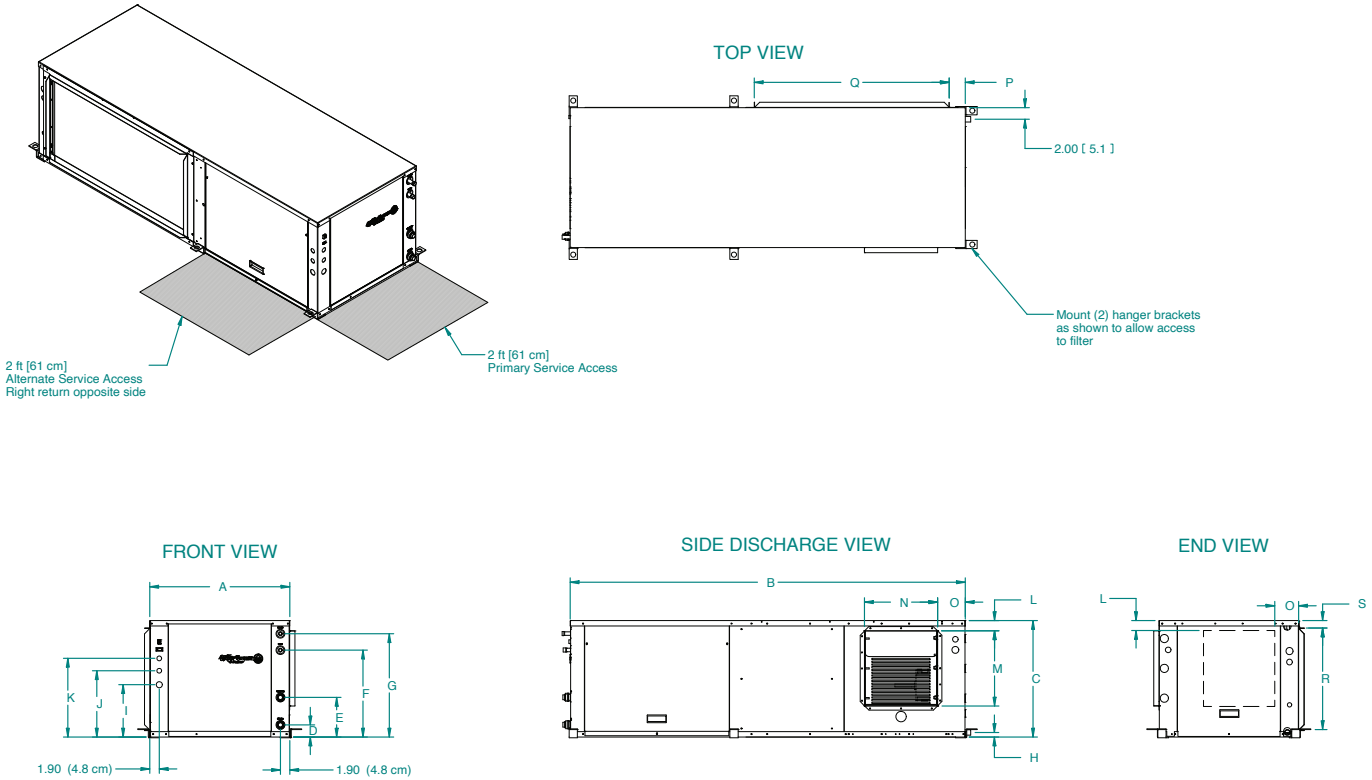 TOP VIEW
Q
P
2.00 [ 5.1 ]
Mount (2) hanger brackets
as shown to allow access
to filter
2 ft [61 cm]
Alternate Service Access
Right return opposite side
2 ft [61 cm]
Primary Service Access
FRONT VIEW
A
K
J
I
D
E
F
G
1.90 (4.8 cm)
1.90 (4.8 cm)
SIDE DISCHARGE VIEW
B
N
O
L
M
C
H
END VIEW
L
O
S
R